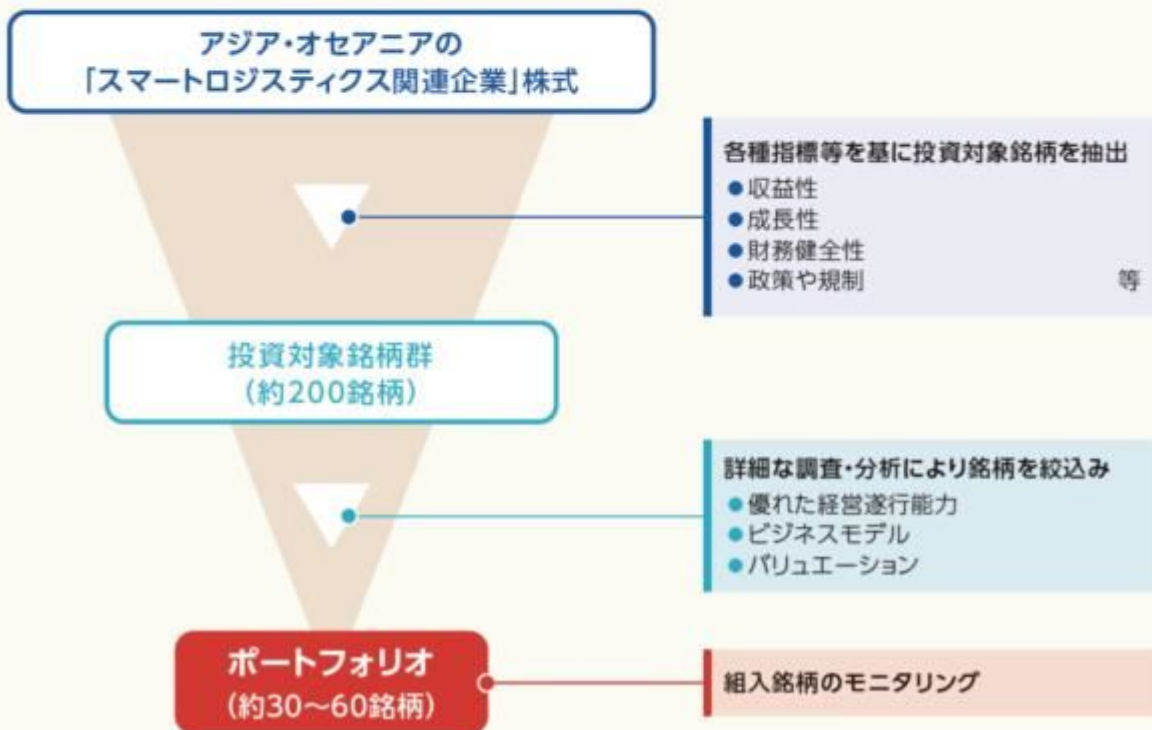 アジア・オセアニアの
「スマートロジスティクス関連企業」株式
各種指標等を基に投資対象銘柄を抽出
●収益性
●成長性
●財務健全性
●政策や規制 等
投資対象銘柄群
(約200銘柄)
詳細な調査・分析により銘柄を絞込み
●優れた経営遂行能力
●ビジネスモデル
●バリュエーション
ポートフォリオ
(約30〜60銘柄)
組入銘柄のモニタリング